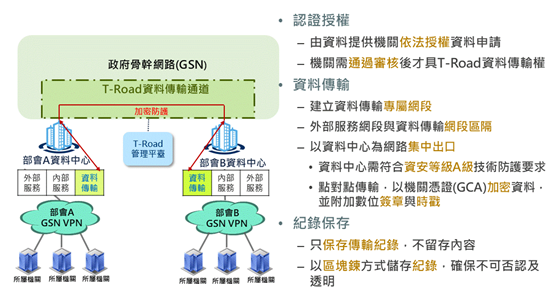 政府骨幹網路(GSN)
T-Road資料傳輸通道
加密防護
T-Road
管理平臺
部會A資料中心
外部
服務
內部
服務
資料
傳輸
部會A
GSN VPN
所屬機關
所屬機關
所屬機關
部會B資料中心
資料
傳輸
內部
服務
外部
服務
部會B
GSN VPN
所屬機關
所屬機關
所屬機關
• 認證授權
– 由資料提供機關依法授權資料申請
– 機關需通過審核後才具T-Road資料傳輸權
• 資料傳輸
– 建立資料傳輸專屬網段
– 外部服務網段與資料傳輸網段區隔
– 以資料中心為網路集中出口
• 資料中心需符合資安等級A級技術防護要求
• 點對點傳輸，以機關憑證(GCA)加密資料，
並附加數位簽章與時戳
• 紀錄保存
– 只保存傳輸紀錄，不留存內容
– 以區塊鍊方式儲存紀錄，確保不可否認及
透明